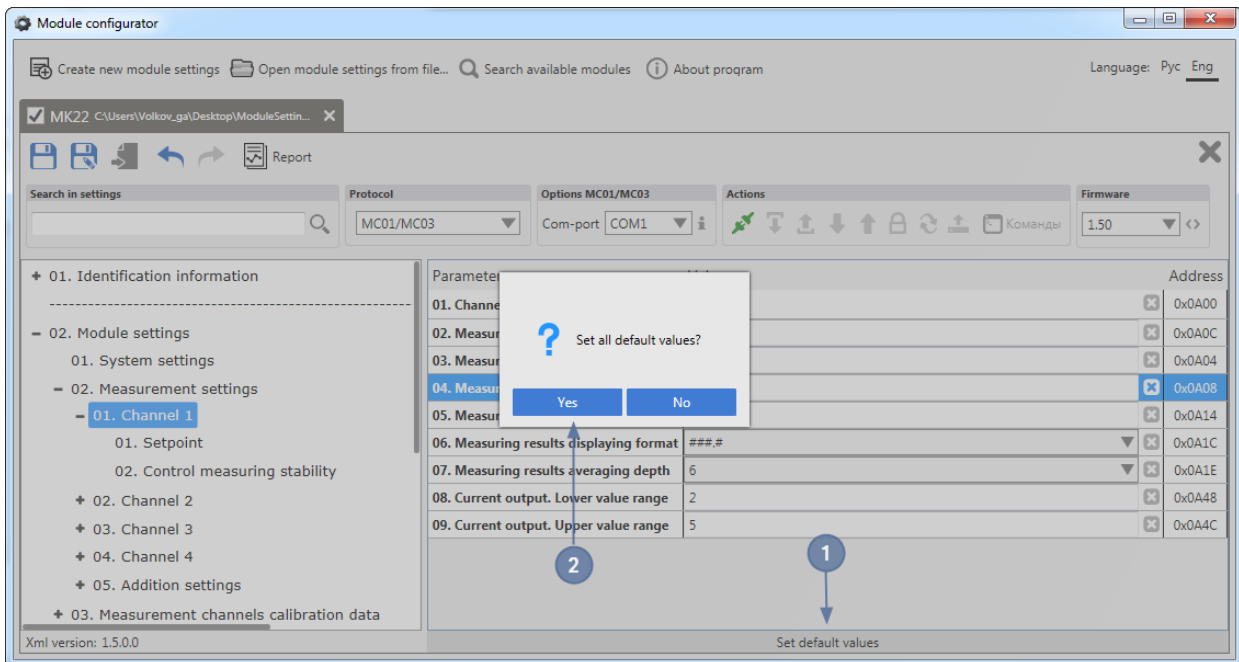 Module configurator
Create new module settings Open module settings from file... Search available modules About program Language: Рус Eng
MK22 C:\Users\Volkov_ga\Desktop\ModuleSettin...
Report
Search in settings Protocol Options MC01/MC03 Actions Firmware
MC01/MC03 Com-port COM1 Команды 1.50
+ 01. Identification information
- 02. Module settings
01. System settings
- 02. Measurement settings
- 01. Channel 1
01. Setpoint
02. Control measuring stability
+ 02. Channel 2
+ 03. Channel 3
+ 04. Channel 4
+ 05. Addition settings
+ 03. Measurement channels calibration data
Parameter Address
01. Channe 0x0A00
02. Measur 0x0A0C
03. Measur 0x0A04
04. Measur 0x0A08
05. Measur 0x0A14
06. Measuring results displaying format ###.# 0x0A1C
07. Measuring results averaging depth 6 0x0A1E
08. Current output. Lower value range 2 0x0A48
09. Current output. Upper value range 5 0x0A4C
? Set all default values?
Yes No
1
2
Xml version: 1.5.0.0 Set default values